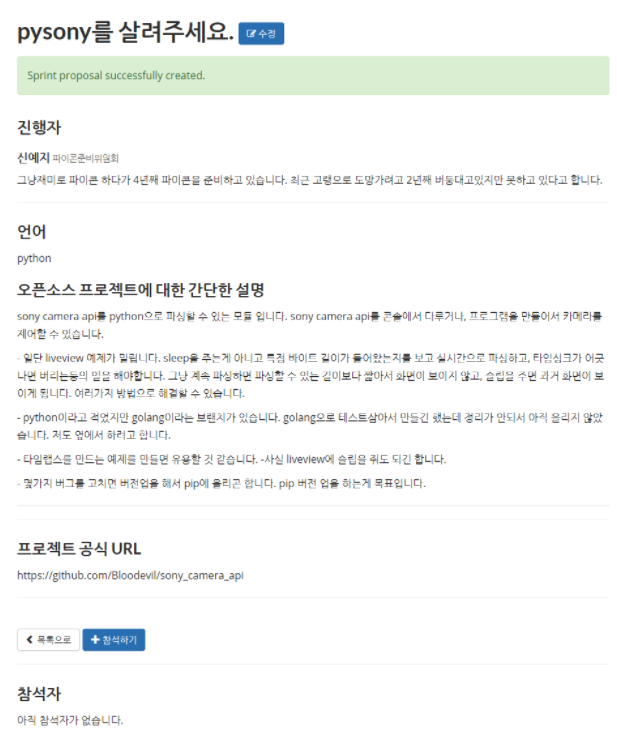 pysony를 살려주세요. 수정
Sprint proposal successfully created.
진행자
신예지 파이콘준비위원회
그냥재미로 파이콘 하다가 4년째 파이콘을 준비하고 있습니다. 최근 고랭으로 도망가려고 2년째 버둥대고있지만 못하고 있다고 합니다.
언어
python
오픈소스 프로젝트에 대한 간단한 설명
sony camera api를 python으로 파싱할 수 있는 모듈 입니다. sony camera api를 콘솔에서 다루거나, 프로그램을 만들어서 카메라를
제어할 수 있습니다.
- 일단 liveview 예제가 밀립니다. sleep을 주는게 아니고 특정 바이트 길이가 들어왔는지를 보고 실시간으로 파싱하고, 타임싱크가 어긋
나면 버리는등의 일을 해야합니다. 그냥 계속 파싱하면 파싱할 수 있는 길이보다 짧아서 화면이 보이지 않고, 슬립을 주면 과거 화면이 보
이게 됩니다. 여러가지 방법으로 해결할 수 있습니다.
- python이라고 적었지만 golang이라는 브랜치가 있습니다. golang으로 테스트삼아서 만들긴 했는데 정리가 안되서 아직 올리지 않았
습니다. 저도 옆에서 하려고 합니다.
- 타임랩스를 만드는 예제를 만들면 유용할 것 같습니다. -사실 liveview에 슬립을 줘도 되긴 합니다.
- 몇가지 버그를 고치면 버전업을 해서 pip에 올리곤 합니다. pip 버전 업을 하는게 목표입니다.
프로젝트 공식 URL
https://github.com/Bloodevil/sony_camera_api
목록으로 참석하기
참석자
아직 참석자가 없습니다.